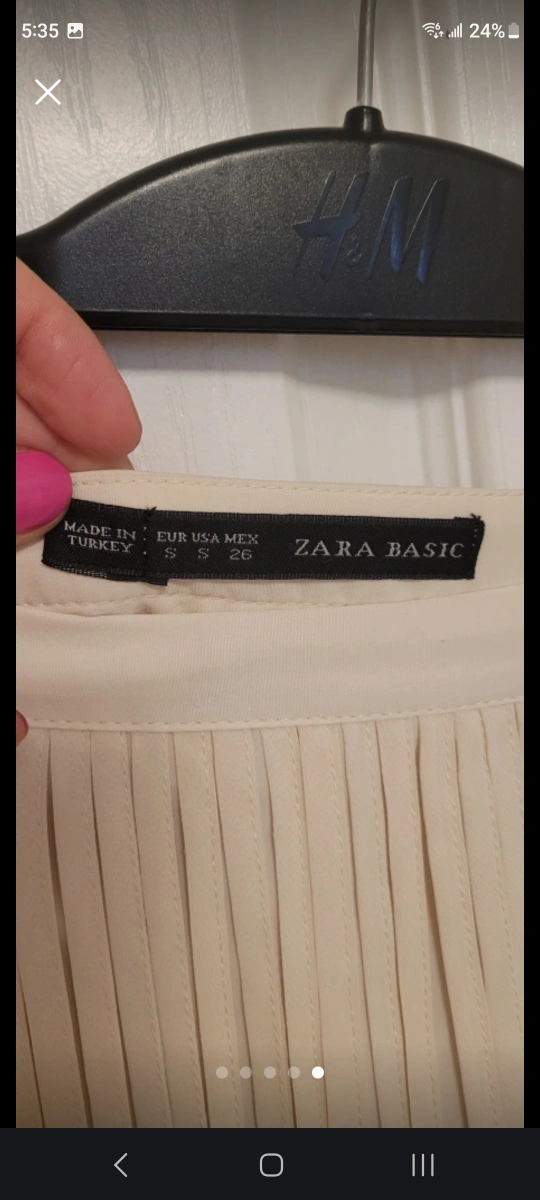 5:35 24%
H&M
MADE IN
TURKEY
EUR USA MEX
S S 26
ZARA BASIC